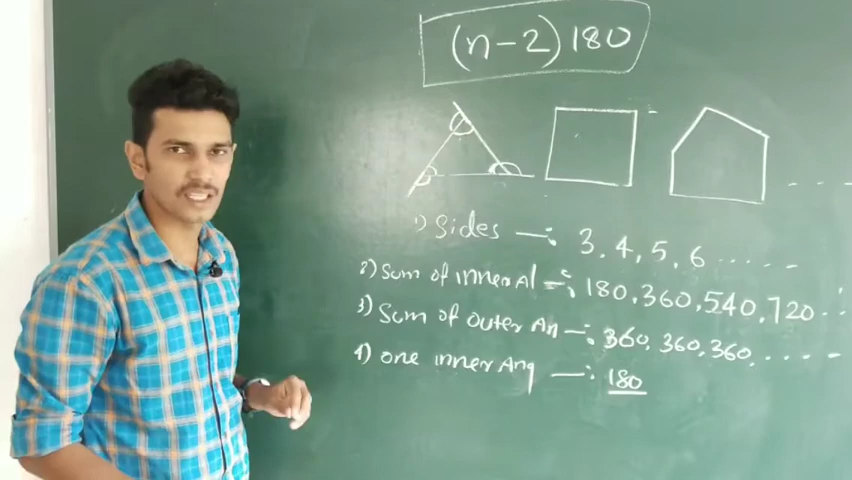 (n-2)180
1) Sides —: 3, 4, 5, 6 .....
2) Sum of inner Al —: 180, 360, 540, 720, ..
3) Sum of outer An —: 360, 360, 360, .....
4) one inner Ang —: 180